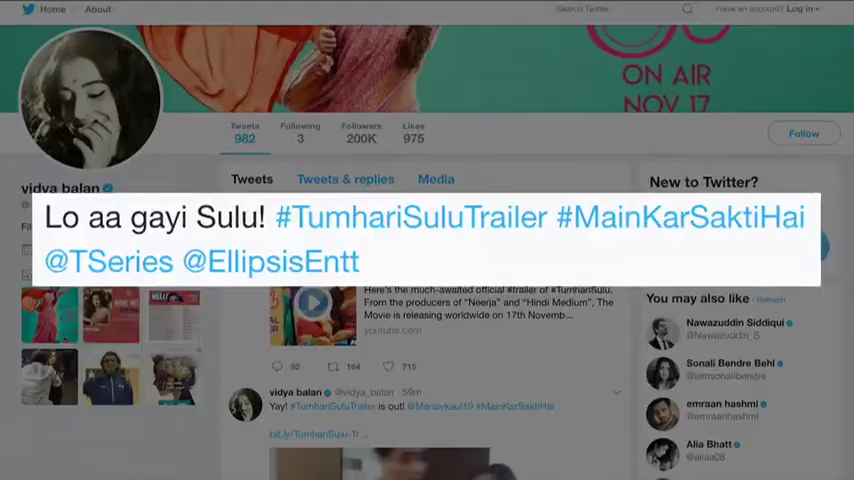 Home About Search Twitter Have an account? Log in
ON AIR
NOV 17
Tweets Following Followers Likes
982 3 200K 975
Follow
vidya balan
Tweets Tweets & replies Media
New to Twitter?
Lo aa gayi Sulu! #TumhariSuluTrailer #MainKarSaktiHai
@TSeries @EllipsisEntt
Here's the much-awaited official #trailer of #TumhariSulu.
From the producers of "Neerja" and "Hindi Medium", The
Movie is releasing worldwide on 17th Novemb...
youtube.com
92 104 715
vidya balan @vidya_balan · 59m
Yay! #TumhariSuluTrailer is out! @Manavkaul19 #MainKarSaktiHai
bit.ly/Tumhari-Sulu-Tr...
You may also like · Refresh
Nawazuddin Siddiqui
@Nawazuddin_S
Sonali Bendre Behl
@iamsonalibendre
emraan hashmi
@emraanhashmi
Alia Bhatt
@aliaa08